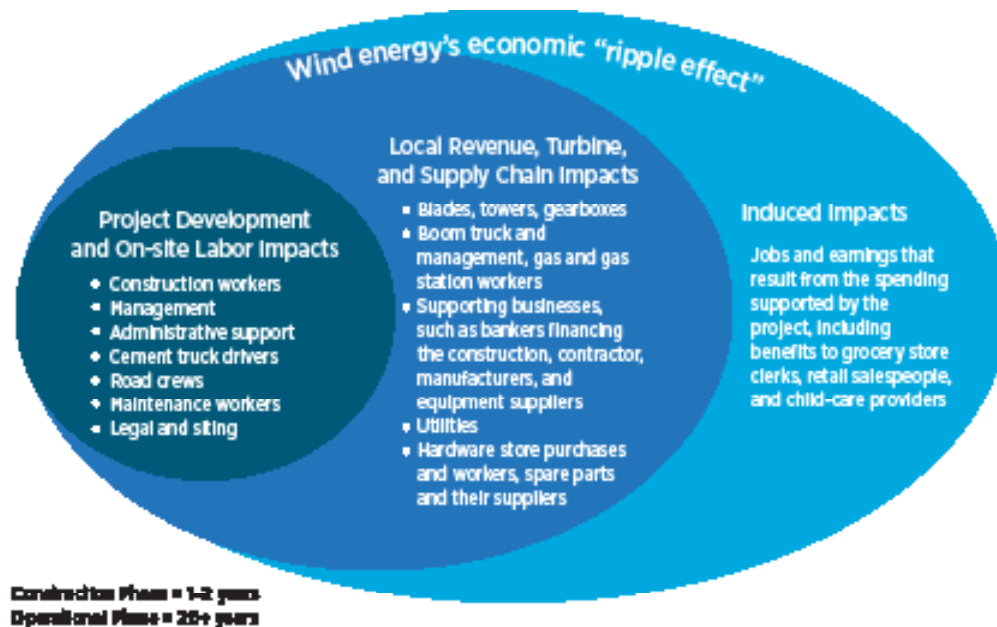 Wind energy's economic "ripple effect"
Project Development
and On-site Labor Impacts
• Construction workers
• Management
• Administrative support
• Cement truck drivers
• Road crews
• Maintenance workers
• Legal and siting
Local Revenue, Turbine,
and Supply Chain Impacts
▪ Blades, towers, gearboxes
• Boom truck and
management, gas and gas
station workers
• Supporting businesses,
such as bankers financing
the construction, contractor,
manufacturers, and
equipment suppliers
• Utilities
• Hardware store purchases
and workers, spare parts
and their suppliers
Induced Impacts
Jobs and earnings that
result from the spending
supported by the
project, including
benefits to grocery store
clerks, retail salespeople,
and child-care providers
Construction Phase = 1-2 years
Operational Phase = 20+ years